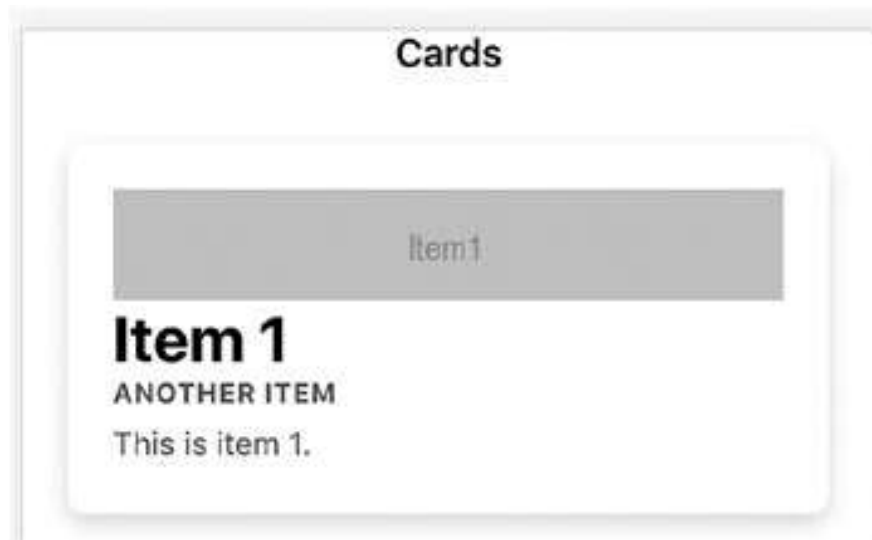 Cards
Item1
Item 1
ANOTHER ITEM
This is item 1.